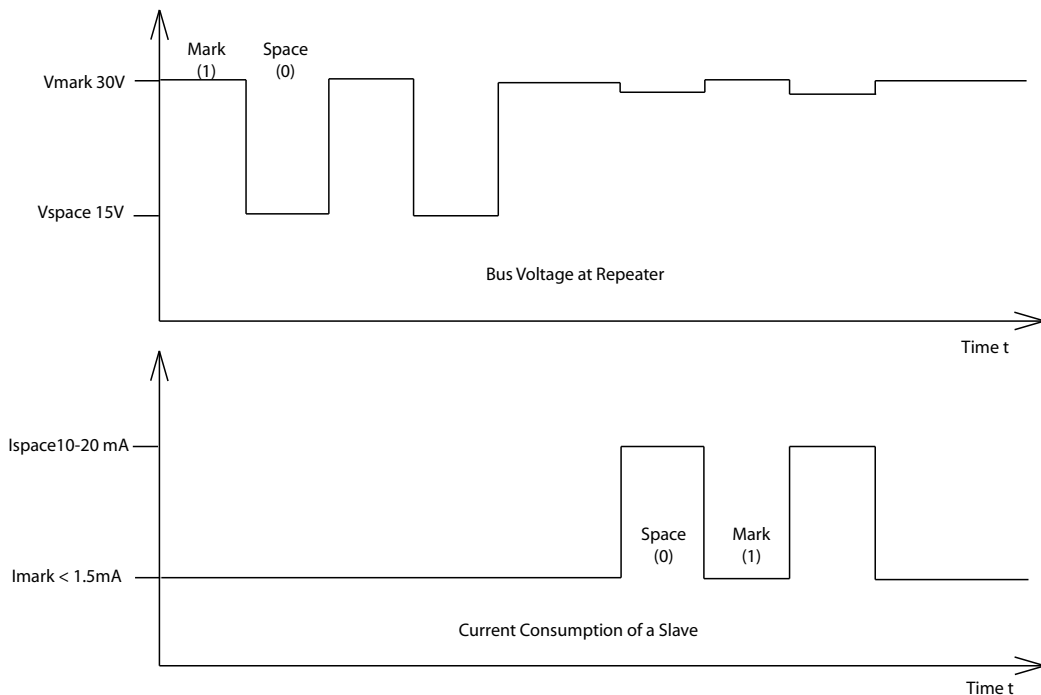 Mark
(1)
Space
(0)
Vmark 30V
Vspace 15V
Bus Voltage at Repeater
Time t
Ispace10-20 mA
Space
(0)
Mark
(1)
Imark < 1.5mA
Current Consumption of a Slave
Time t